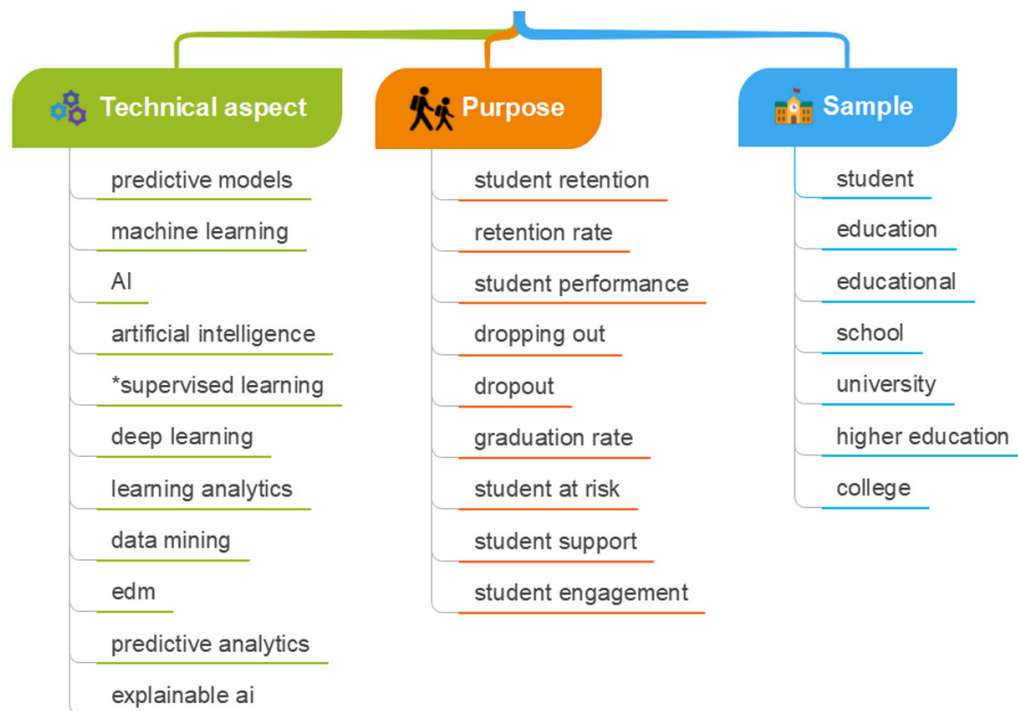 Technical aspect
predictive models
machine learning
AI
artificial intelligence
*supervised learning
deep learning
learning analytics
data mining
edm
predictive analytics
explainable ai
Purpose
student retention
retention rate
student performance
dropping out
dropout
graduation rate
student at risk
student support
student engagement
Sample
student
education
educational
school
university
higher education
college